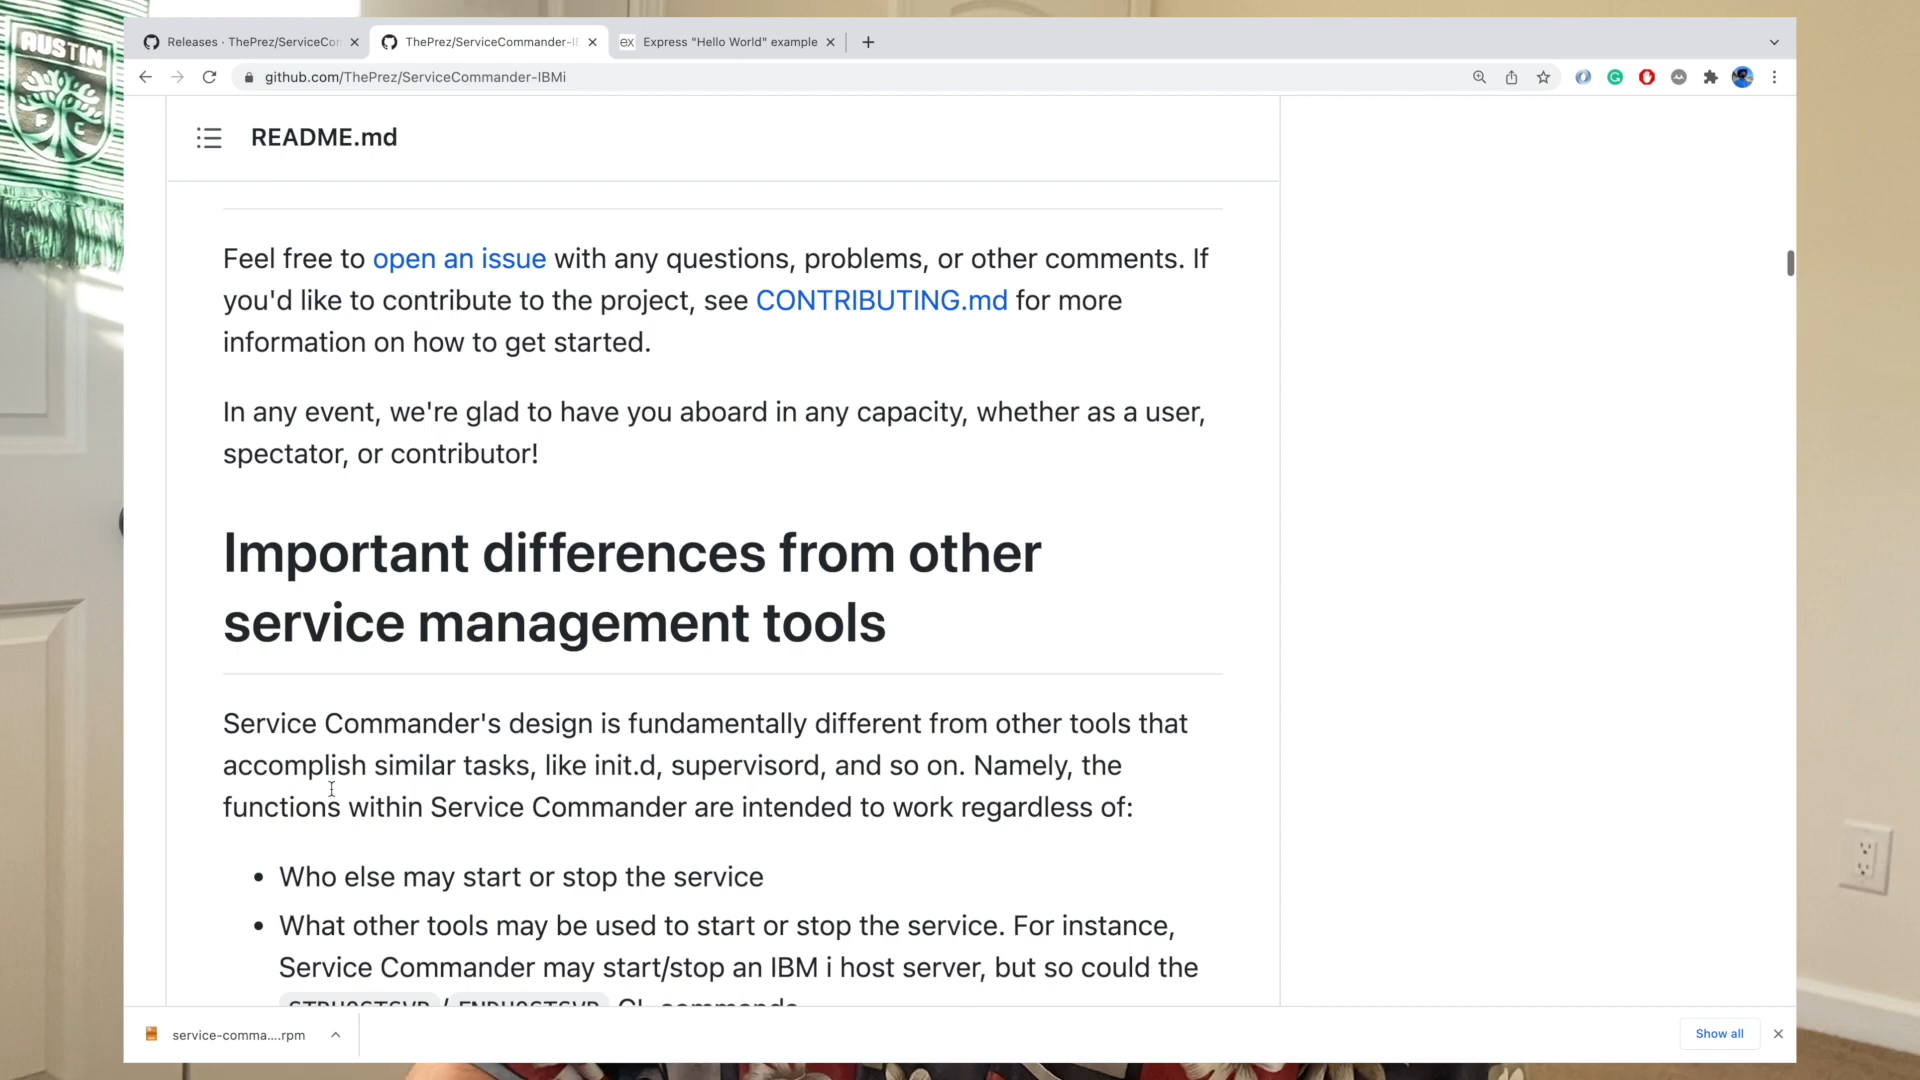 AUSTIN
FC
Releases · ThePrez/ServiceCon
ThePrez/ServiceCommander-I
ex Express "Hello World" example
github.com/ThePrez/ServiceCommander-IBMi
README.md
Feel free to open an issue with any questions, problems, or other comments. If
you'd like to contribute to the project, see CONTRIBUTING.md for more
information on how to get started.
In any event, we're glad to have you aboard in any capacity, whether as a user,
spectator, or contributor!
Important differences from other
service management tools
Service Commander's design is fundamentally different from other tools that
accomplish similar tasks, like init.d, supervisord, and so on. Namely, the
functions within Service Commander are intended to work regardless of:
• Who else may start or stop the service
• What other tools may be used to start or stop the service. For instance,
Service Commander may start/stop an IBM i host server, but so could the
STRHOSTSVR / ENDHOSTSVR CL commands
service-comma....rpm
Show all